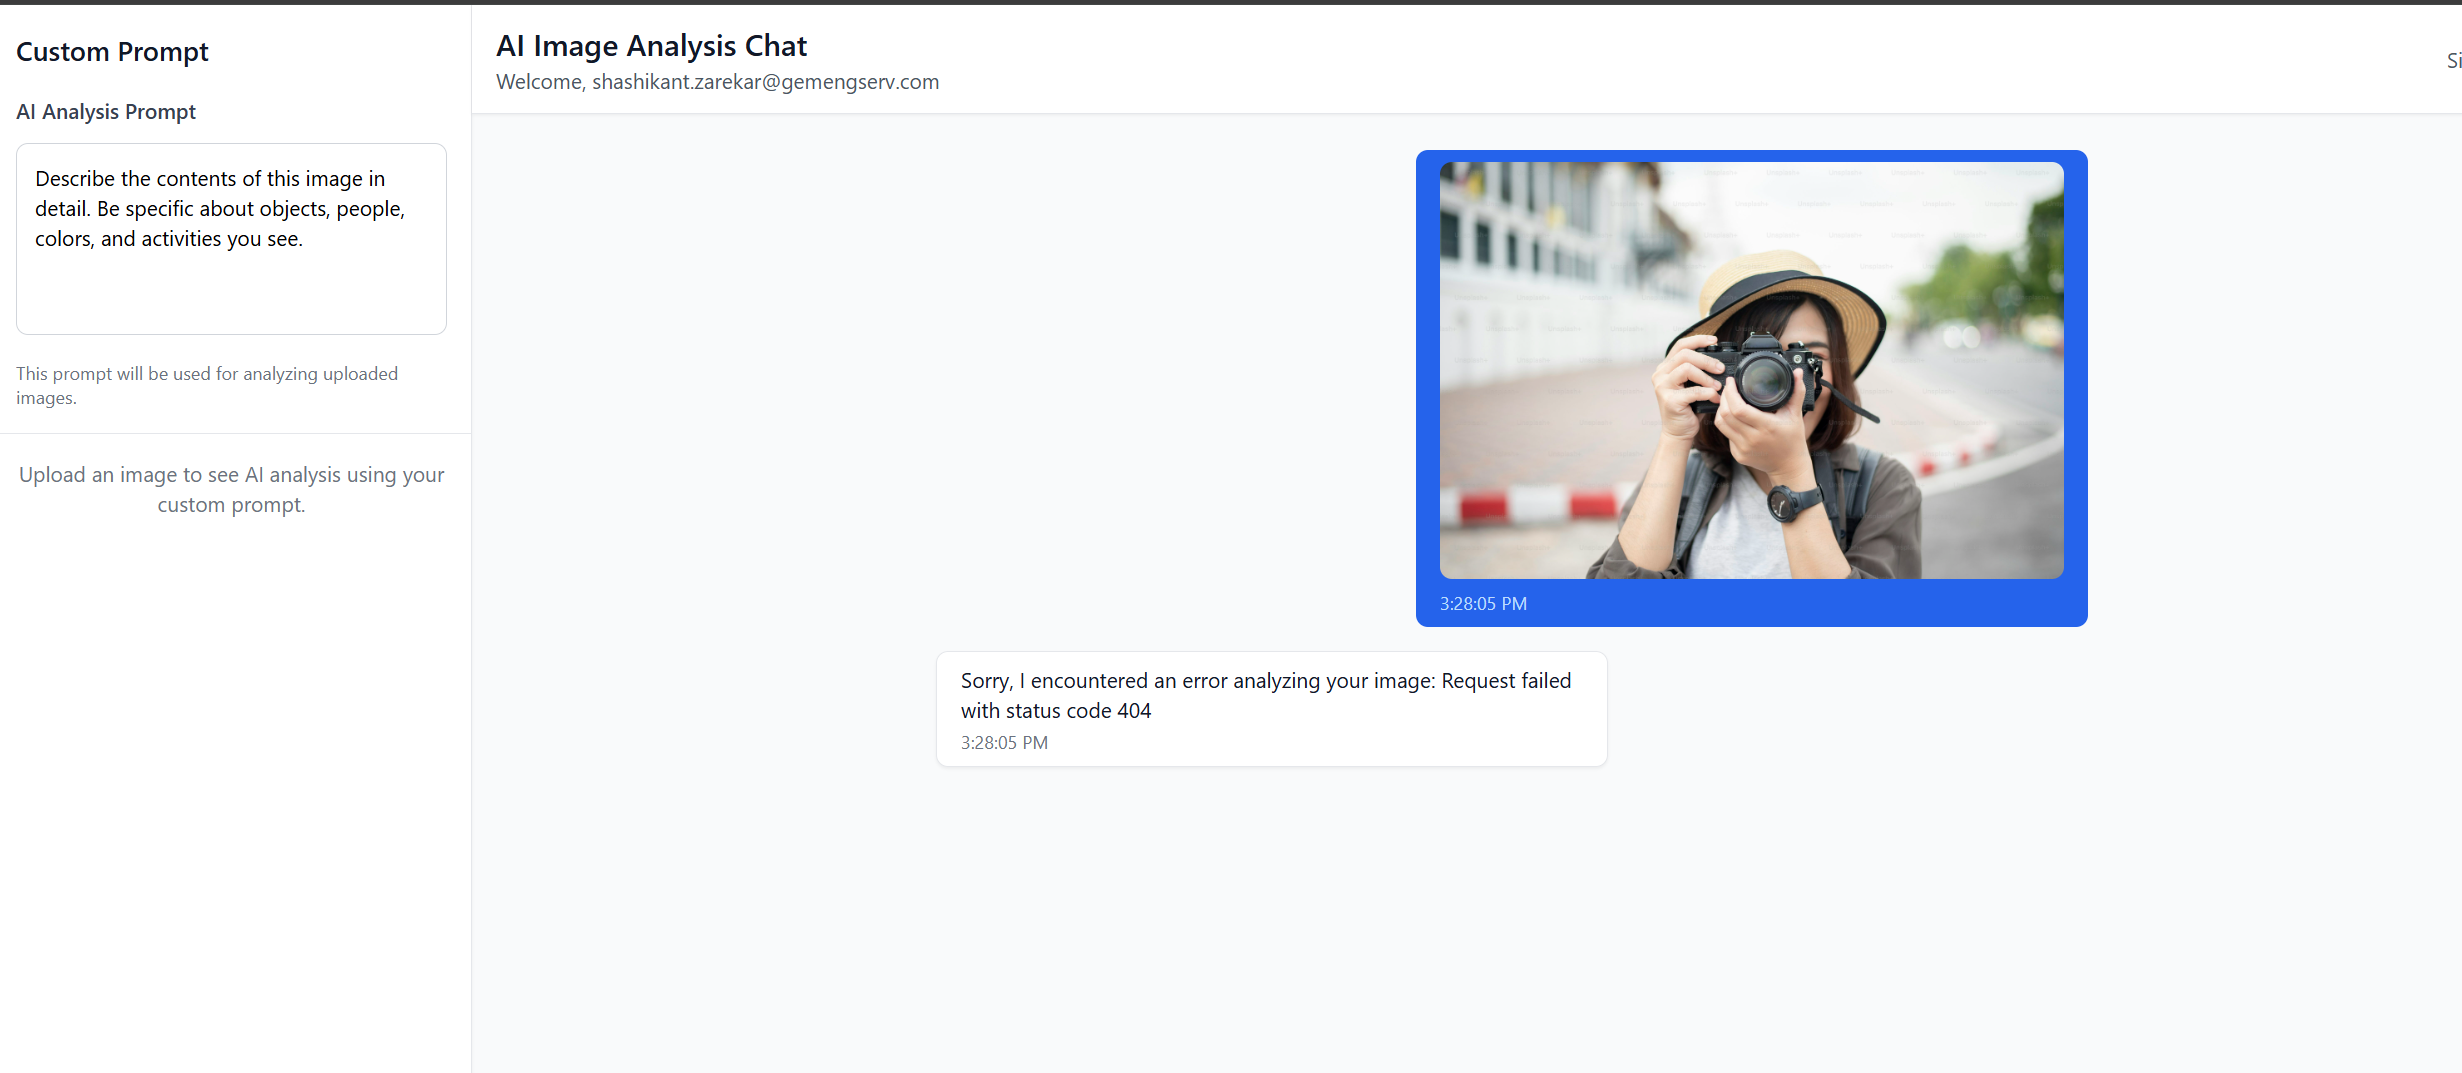 Custom Prompt
AI Analysis Prompt
Describe the contents of this image in
detail. Be specific about objects, people,
colors, and activities you see.
This prompt will be used for analyzing uploaded
images.
Upload an image to see AI analysis using your
custom prompt.
AI Image Analysis Chat
Welcome, shashikant.zarekar@gemengserv.com
3:28:05 PM
Sorry, I encountered an error analyzing your image: Request failed
with status code 404
3:28:05 PM